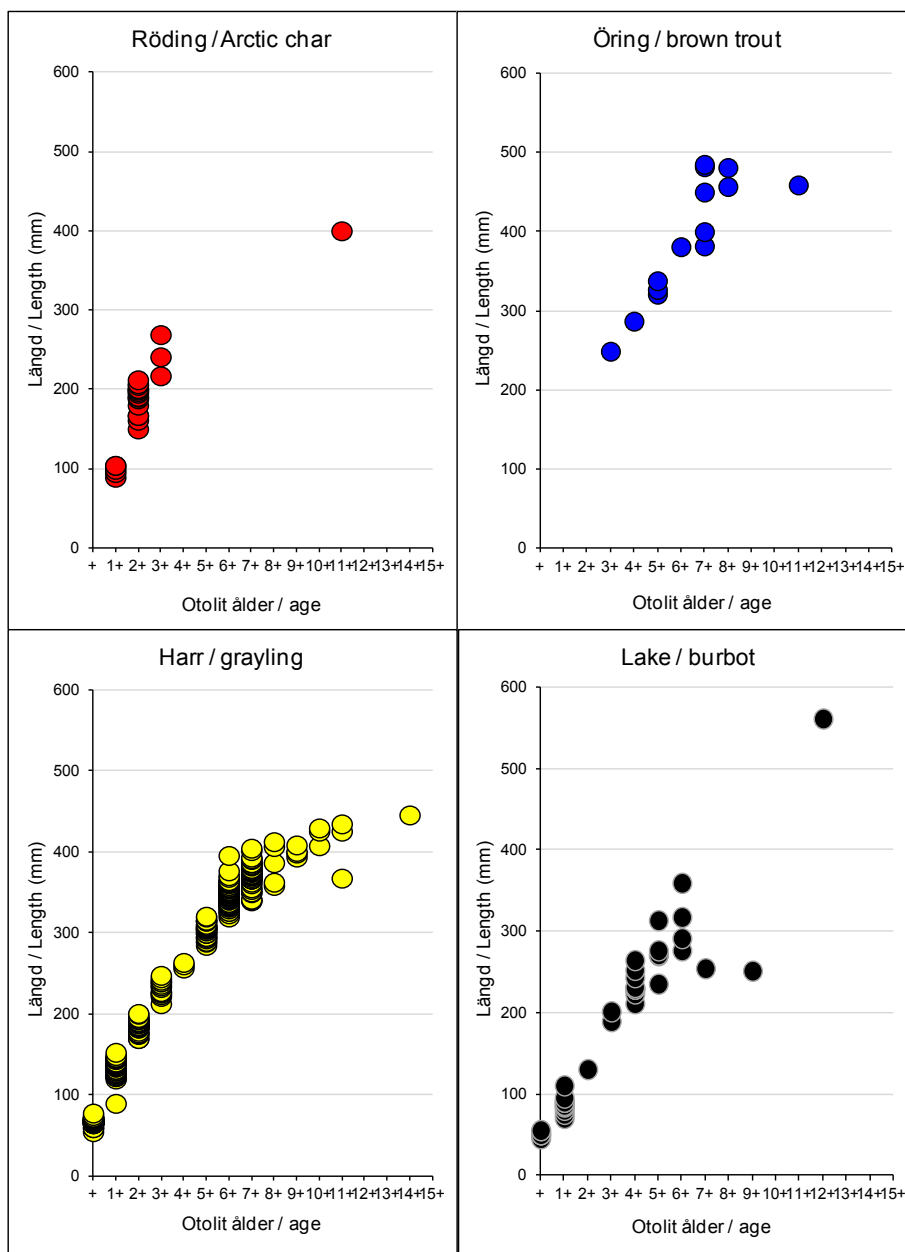 Röding / Arctic char
Längd / Length (mm)
600
500
400
300
200
100
0
+ 1+ 2+ 3+ 4+ 5+ 6+ 7+ 8+ 9+ 10+11+12+13+14+15+
Otolit ålder / age
Öring / brown trout
Längd / Length (mm)
600
500
400
300
200
100
0
+ 1+ 2+ 3+ 4+ 5+ 6+ 7+ 8+ 9+ 10+11+12+13+14+15+
Otolit ålder / age
Harr / grayling
Längd / Length (mm)
600
500
400
300
200
100
0
+ 1+ 2+ 3+ 4+ 5+ 6+ 7+ 8+ 9+ 10+11+12+13+14+15+
Otolit ålder / age
Lake / burbot
Längd / Length (mm)
600
500
400
300
200
100
0
+ 1+ 2+ 3+ 4+ 5+ 6+ 7+ 8+ 9+ 10+11+12+13+14+15+
Otolit ålder / age